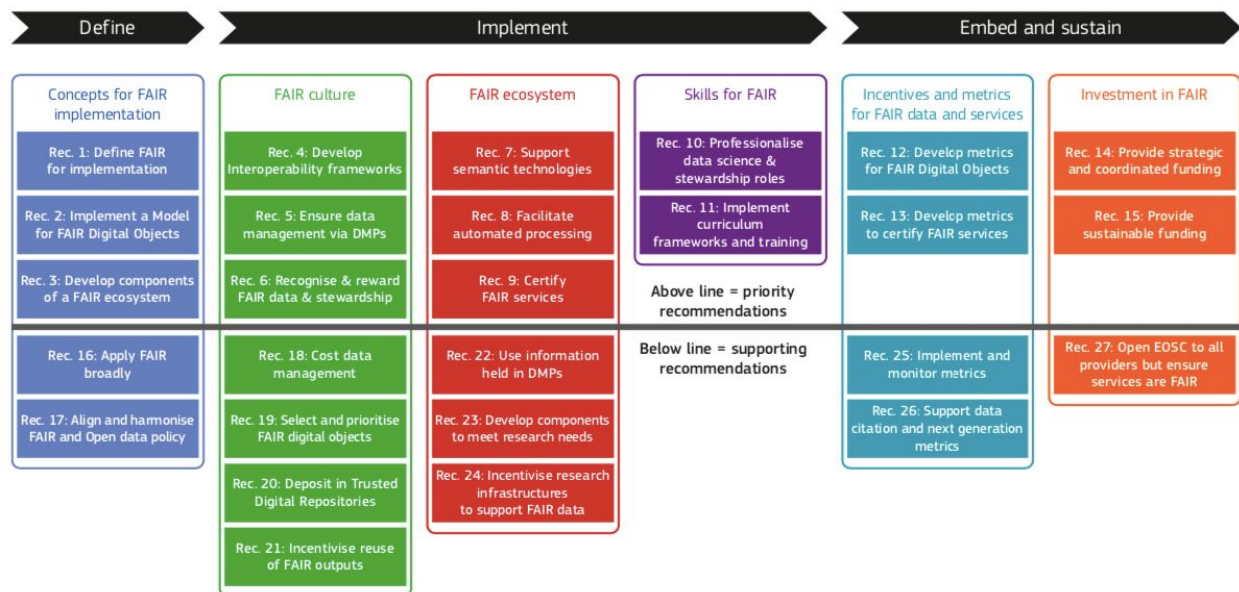 Define
Implement
Embed and sustain
Concepts for FAIR
implementation
Rec. 1: Define FAIR
for implementation
Rec. 2: Implement a Model
for FAIR Digital Objects
Rec. 3: Develop components
of a FAIR ecosystem
Rec. 16: Apply FAIR
broadly
Rec. 17: Align and harmonise
FAIR and Open data policy
FAIR culture
Rec. 4: Develop
Interoperability frameworks
Rec. 5: Ensure data
management via DMPs
Rec. 6: Recognise & reward
FAIR data & stewardship
Rec. 18: Cost data
management
Rec. 19: Select and prioritise
FAIR digital objects
Rec. 20: Deposit in Trusted
Digital Repositories
Rec. 21: Incentivise reuse
of FAIR outputs
FAIR ecosystem
Rec. 7: Support
semantic technologies
Rec. 8: Facilitate
automated processing
Rec. 9: Certify
FAIR services
Rec. 22: Use information
held in DMPs
Rec. 23: Develop components
to meet research needs
Rec. 24: Incentivise research
infrastructures
to support FAIR data
Skills for FAIR
Rec. 10: Professionalise
data science &
stewardship roles
Rec. 11: Implement
curriculum
frameworks and training
Above line = priority
recommendations
Below line = supporting
recommendations
Incentives and metrics
for FAIR data and services
Rec. 12: Develop metrics
for FAIR Digital Objects
Rec. 13: Develop metrics
to certify FAIR services
Rec. 25: Implement and
monitor metrics
Rec. 26: Support data
citation and next generation
metrics
Investment in FAIR
Rec. 14: Provide strategic
and coordinated funding
Rec. 15: Provide
sustainable funding
Rec. 27: Open EOSC to all
providers but ensure
services are FAIR